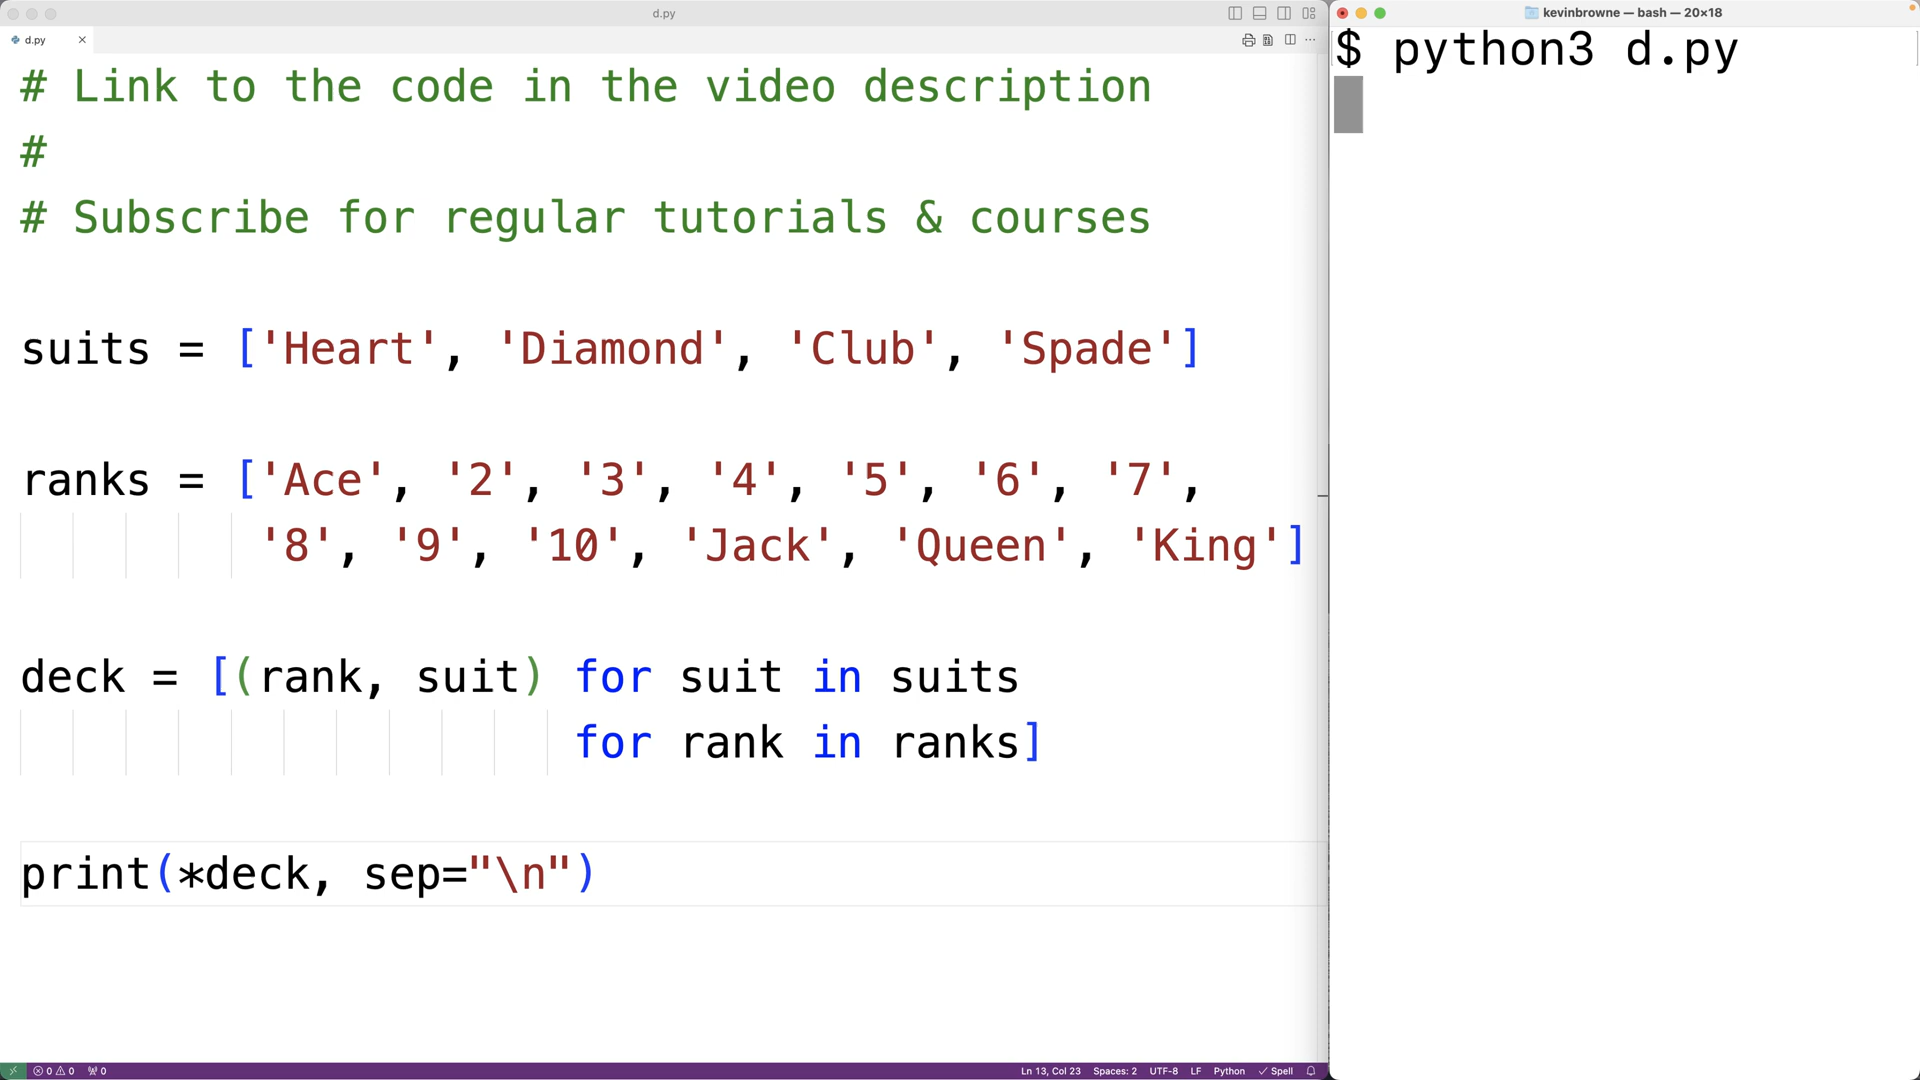 d.py
d.py
# Link to the code in the video description
#
# Subscribe for regular tutorials & courses
suits = ['Heart', 'Diamond', 'Club', 'Spade']
ranks = ['Ace', '2', '3', '4', '5', '6', '7',
'8', '9', '10', 'Jack', 'Queen', 'King']
deck = [(rank, suit) for suit in suits
for rank in ranks]
print(*deck, sep="\n")
0 0 0 Ln 13, Col 23 Spaces: 2 UTF-8 LF Python Spell
kevinbrowne — bash — 20×18
$ python3 d.py